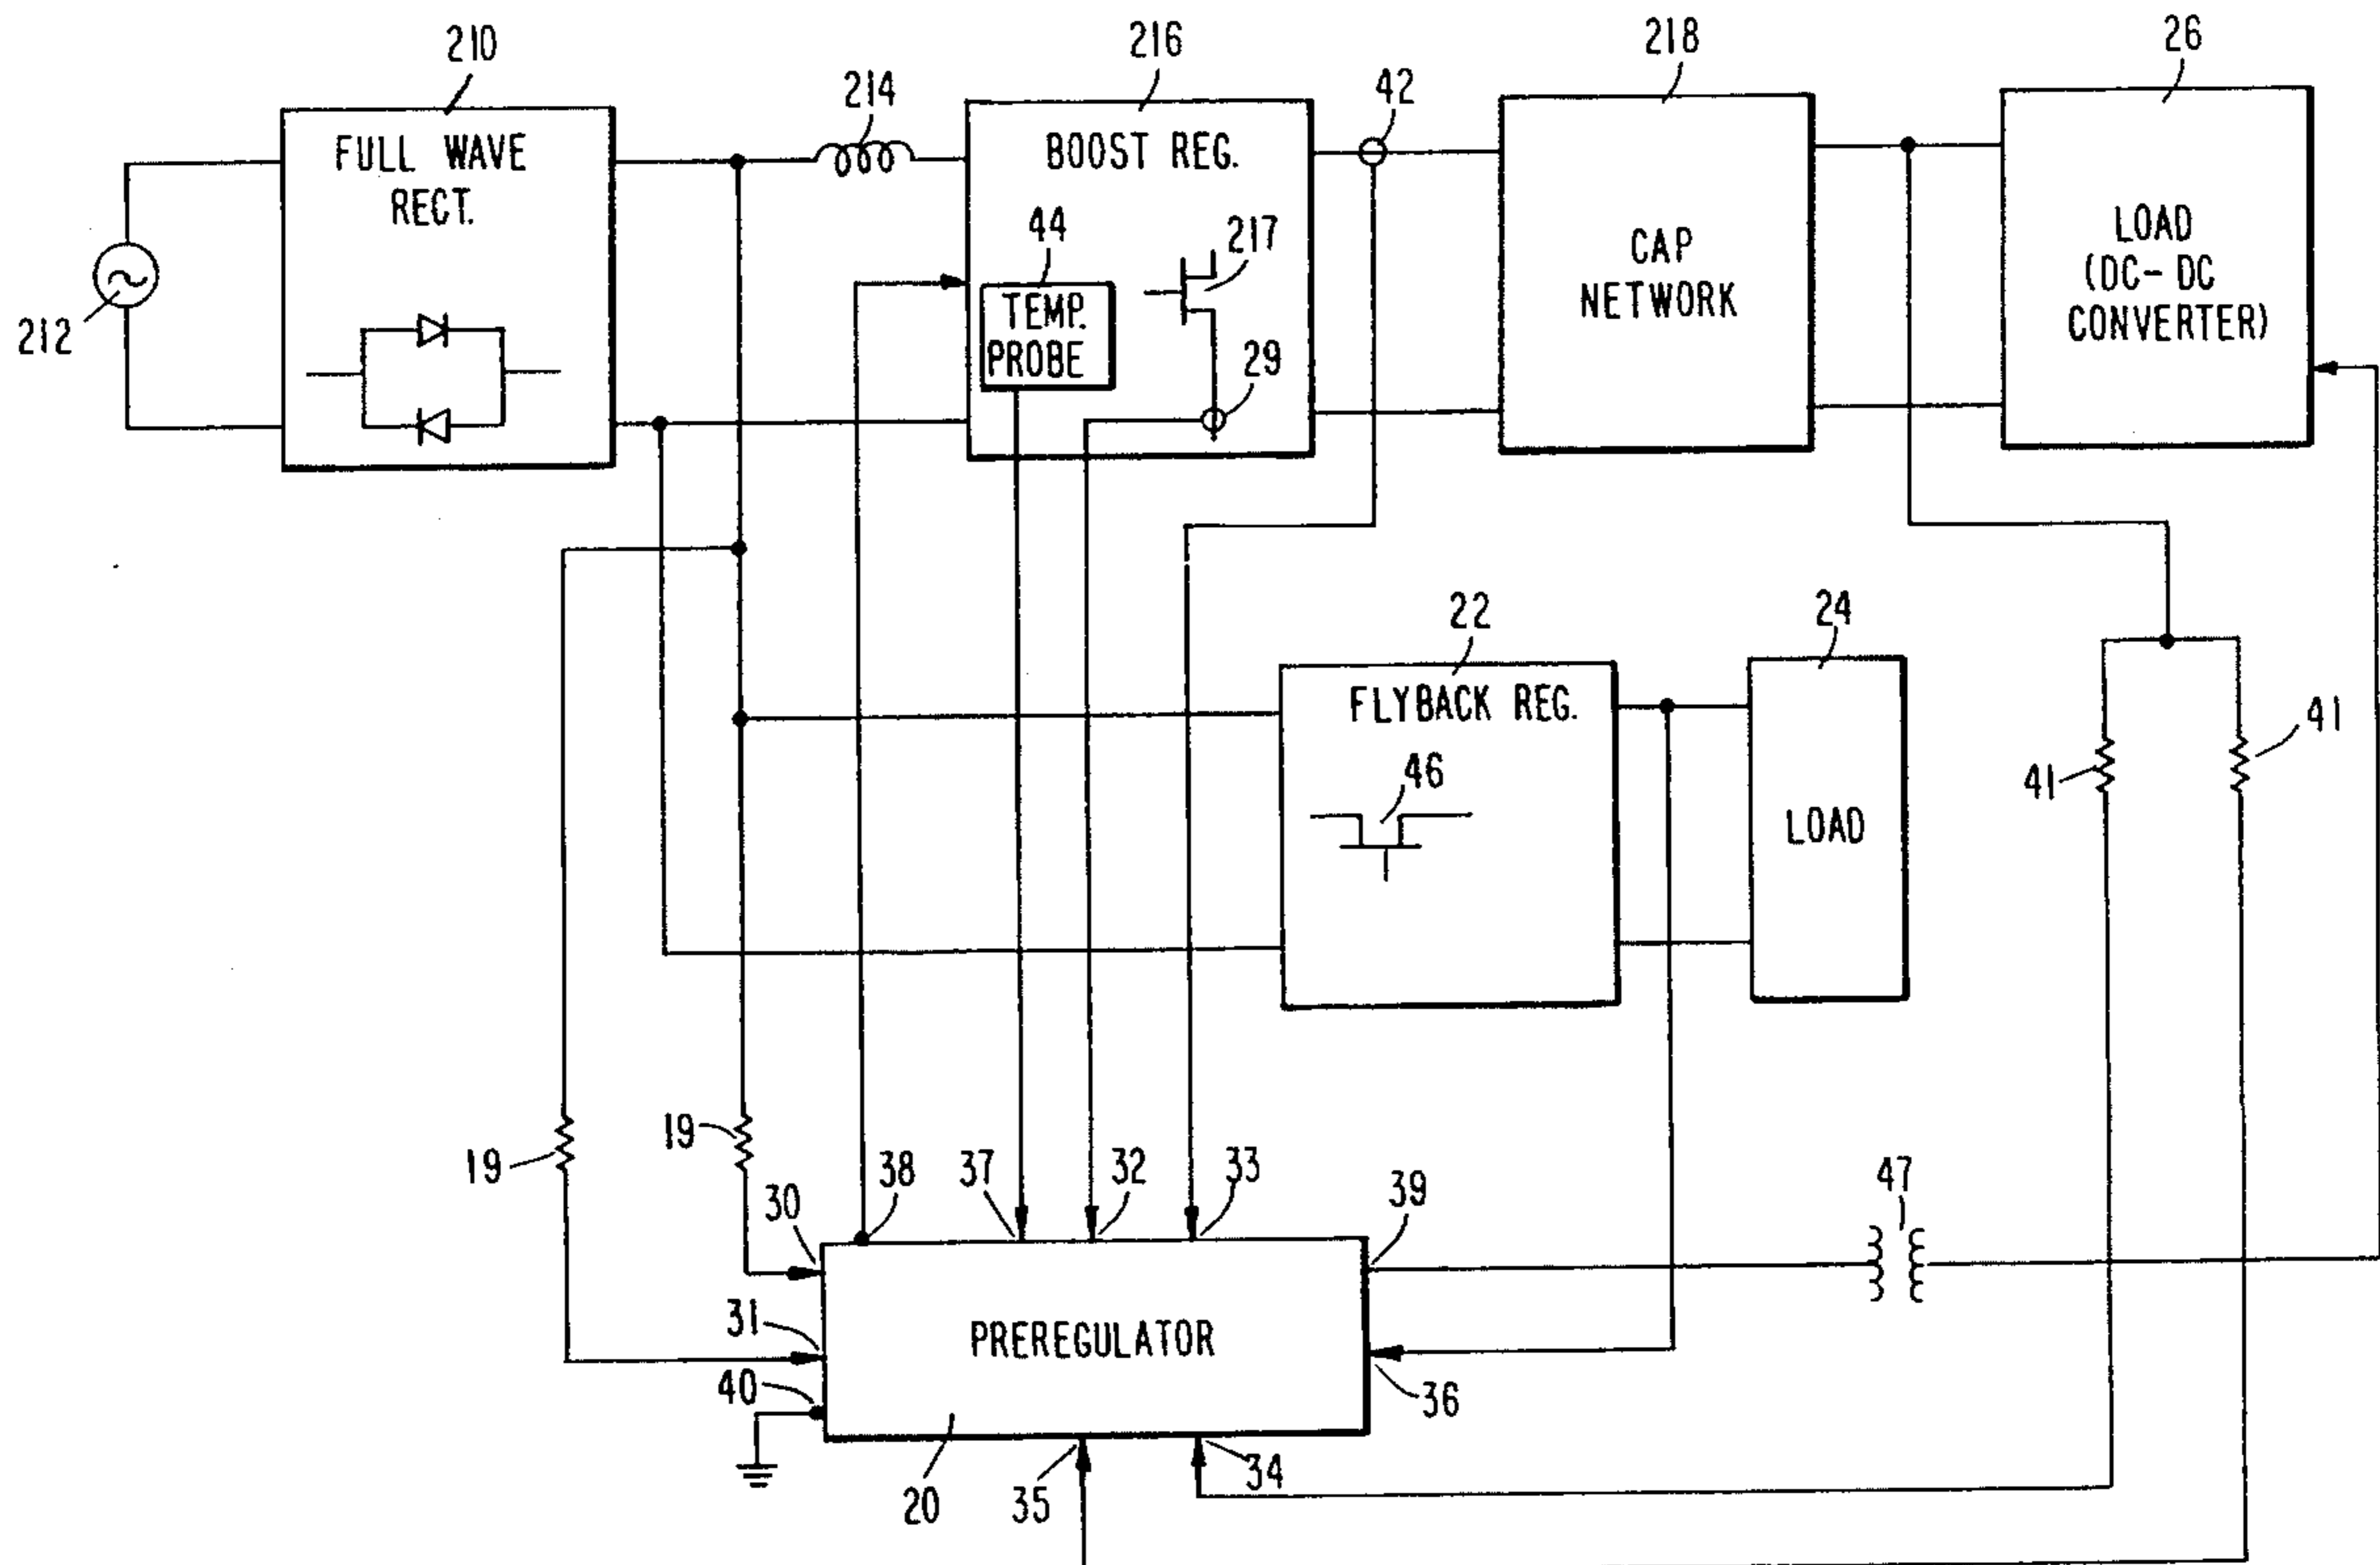 210
216
218
26
214
42
FULL WAVE
RECT.
BOOST REG.
44
217
TEMP.
PROBE
29
CAP
NETWORK
LOAD
(DC-DC
CONVERTER)
212
22
24
FLYBACK REG.
46
LOAD
41
41
19
19
38
37
32
33
39
47
30
31
40
PREREGULATOR
36
20
35
34